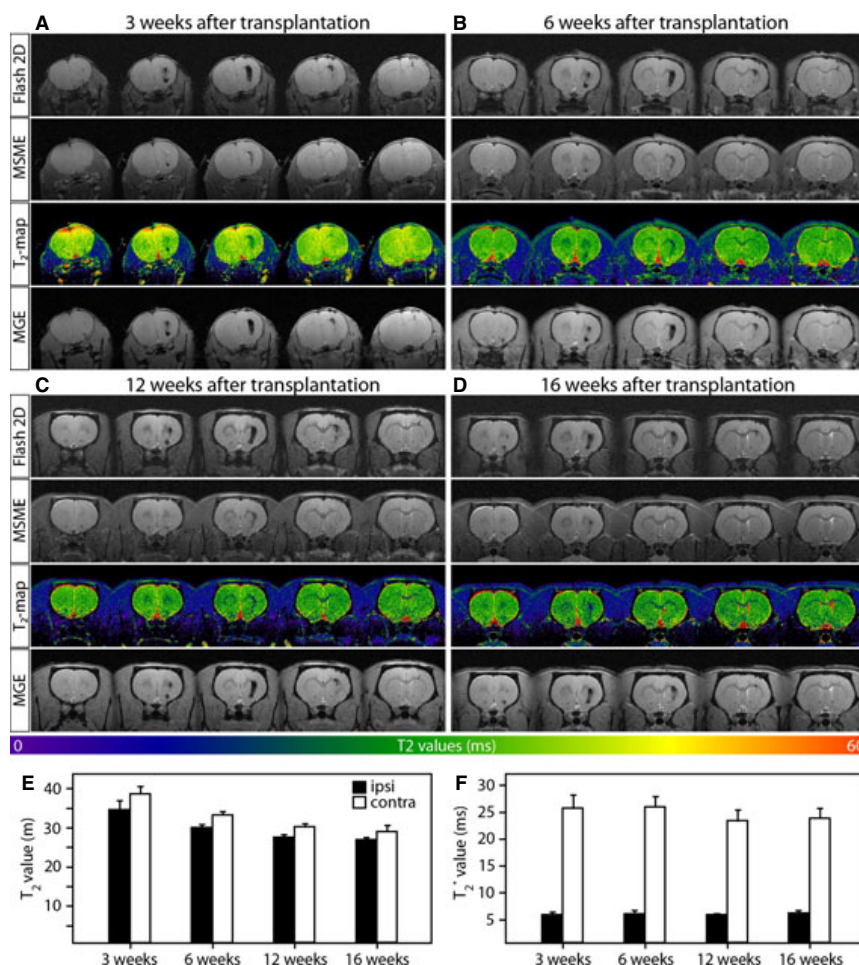 A 3 weeks after transplantation
B 6 weeks after transplantation
Flash 2D
MSME
T₂-map
MGE
C 12 weeks after transplantation
D 16 weeks after transplantation
Flash 2D
MSME
T₂-map
MGE
0 T2 values (ms) 60
E
ipsi
contra
T₂ value (m)
40
30
20
10
3 weeks 6 weeks 12 weeks 16 weeks
F
T₂* value (ms)
30
25
20
15
10
5
3 weeks 6 weeks 12 weeks 16 weeks